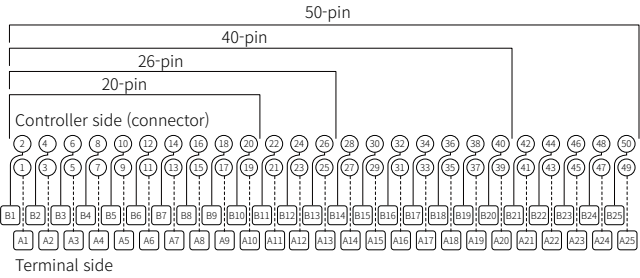 50-pin
40-pin
26-pin
20-pin
Controller side (connector)
2 4 6 8 10 12 14 16 18 20 22 24 26 28 30 32 34 36 38 40 42 44 46 48 50
1 3 5 7 9 11 13 15 17 19 21 23 25 27 29 31 33 35 37 39 41 43 45 47 49
B1 B2 B3 B4 B5 B6 B7 B8 B9 B10 B11 B12 B13 B14 B15 B16 B17 B18 B19 B20 B21 B22 B23 B24 B25
A1 A2 A3 A4 A5 A6 A7 A8 A9 A10 A11 A12 A13 A14 A15 A16 A17 A18 A19 A20 A21 A22 A23 A24 A25
Terminal side